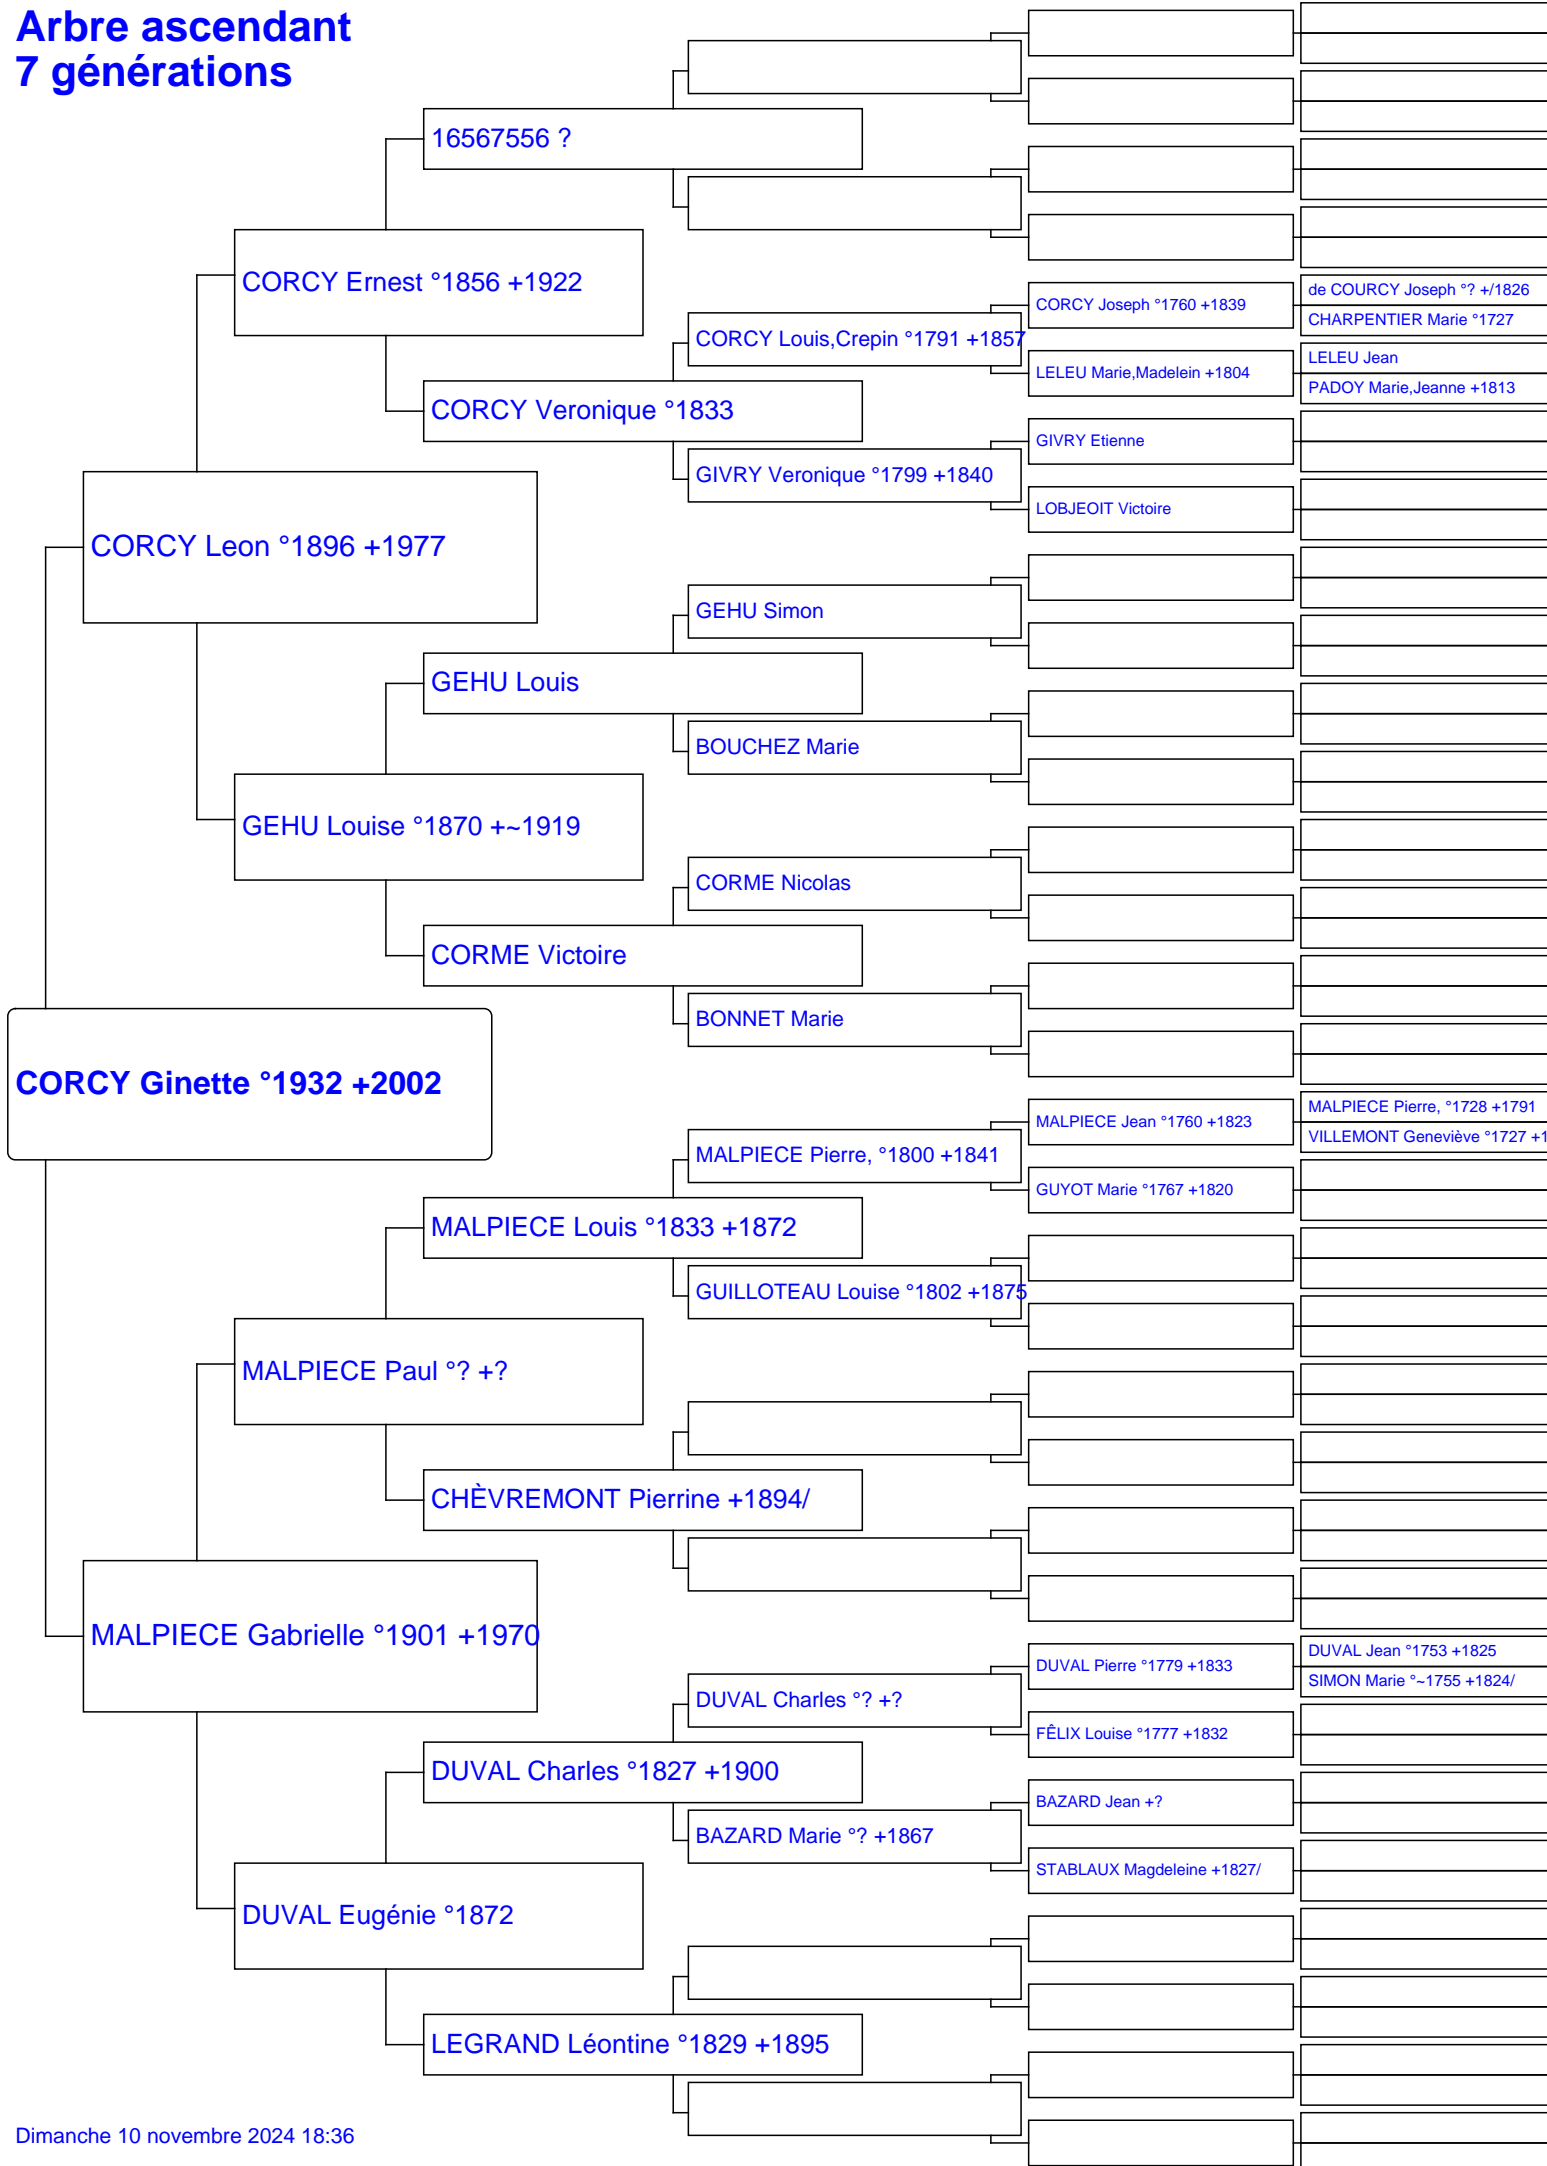 Arbre ascendant
7 générations
16567556 ?
CORCY Ernest °1856 +1922
de COURCY Joseph °? +/1826
CORCY Joseph °1760 +1839
CHARPENTIER Marie °1727
CORCY Louis,Crepin °1791 +1857
LELEU Jean
LELEU Marie,Madelein +1804
PADOY Marie,Jeanne +1813
CORCY Veronique °1833
GIVRY Etienne
GIVRY Veronique °1799 +1840
LOBJEOIT Victoire
CORCY Leon °1896 +1977
GEHU Simon
GEHU Louis
BOUCHEZ Marie
GEHU Louise °1870 +~1919
CORME Nicolas
CORME Victoire
BONNET Marie
CORCY Ginette °1932 +2002
MALPIECE Pierre, °1728 +1791
MALPIECE Jean °1760 +1823
VILLEMONT Geneviève °1727 +1
MALPIECE Pierre, °1800 +1841
GUYOT Marie °1767 +1820
MALPIECE Louis °1833 +1872
GUILLOTEAU Louise °1802 +1875
MALPIECE Paul °? +?
CHÈVREMONT Pierrine +1894/
MALPIECE Gabrielle °1901 +1970
DUVAL Jean °1753 +1825
DUVAL Pierre °1779 +1833
SIMON Marie °~1755 +1824/
DUVAL Charles °? +?
FÊLIX Louise °1777 +1832
DUVAL Charles °1827 +1900
BAZARD Jean +?
BAZARD Marie °? +1867
STABLAUX Magdeleine +1827/
DUVAL Eugénie °1872
LEGRAND Léontine °1829 +1895
Dimanche 10 novembre 2024 18:36